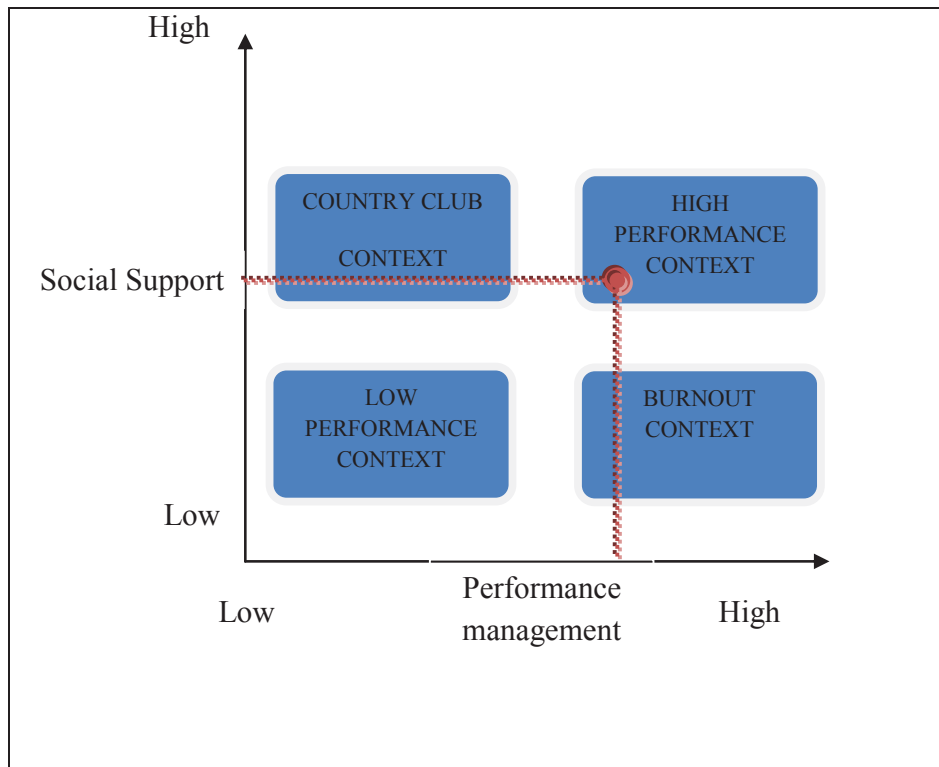 High
COUNTRY CLUB
CONTEXT
HIGH
PERFORMANCE
CONTEXT
Social Support
LOW
PERFORMANCE
CONTEXT
BURNOUT
CONTEXT
Low
Performance
management
Low
High